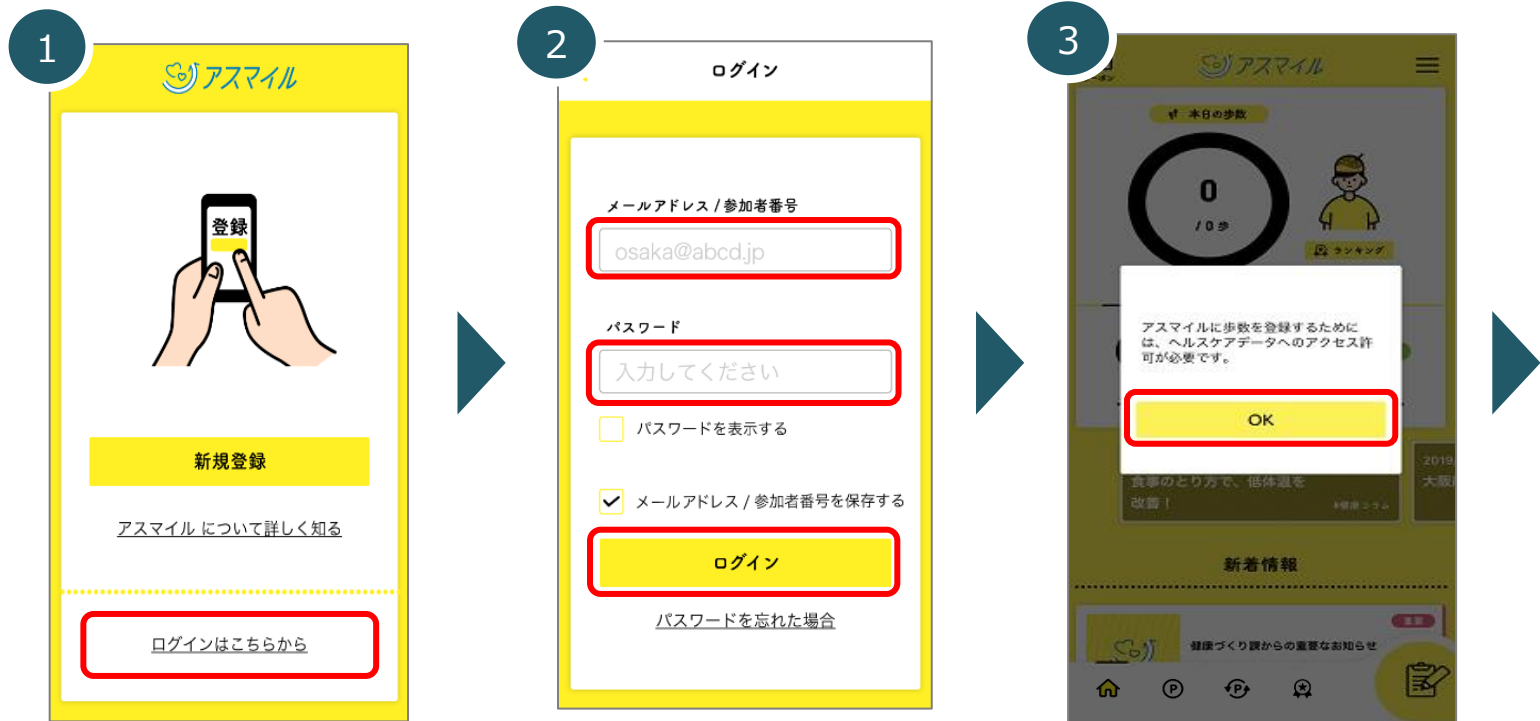 1
アスマイル
登録
新規登録
アスマイル について詳しく知る
ログインはこちらから
2
ログイン
メールアドレス / 参加者番号
osaka@abcd.jp
パスワード
入力してください
パスワードを表示する
メールアドレス / 参加者番号を保存する
ログイン
パスワードを忘れた場合
3
アスマイル
本日の歩数
0
/ 0 歩
ランキング
アスマイルに歩数を登録するために
は、ヘルスケアデータへのアクセス許
可が必要です。
OK
食事のとり方で、低体温を
改善！
#健康コラム
2019
大阪
新着情報
重要
健康づくり課からの重要なお知らせ
P
P